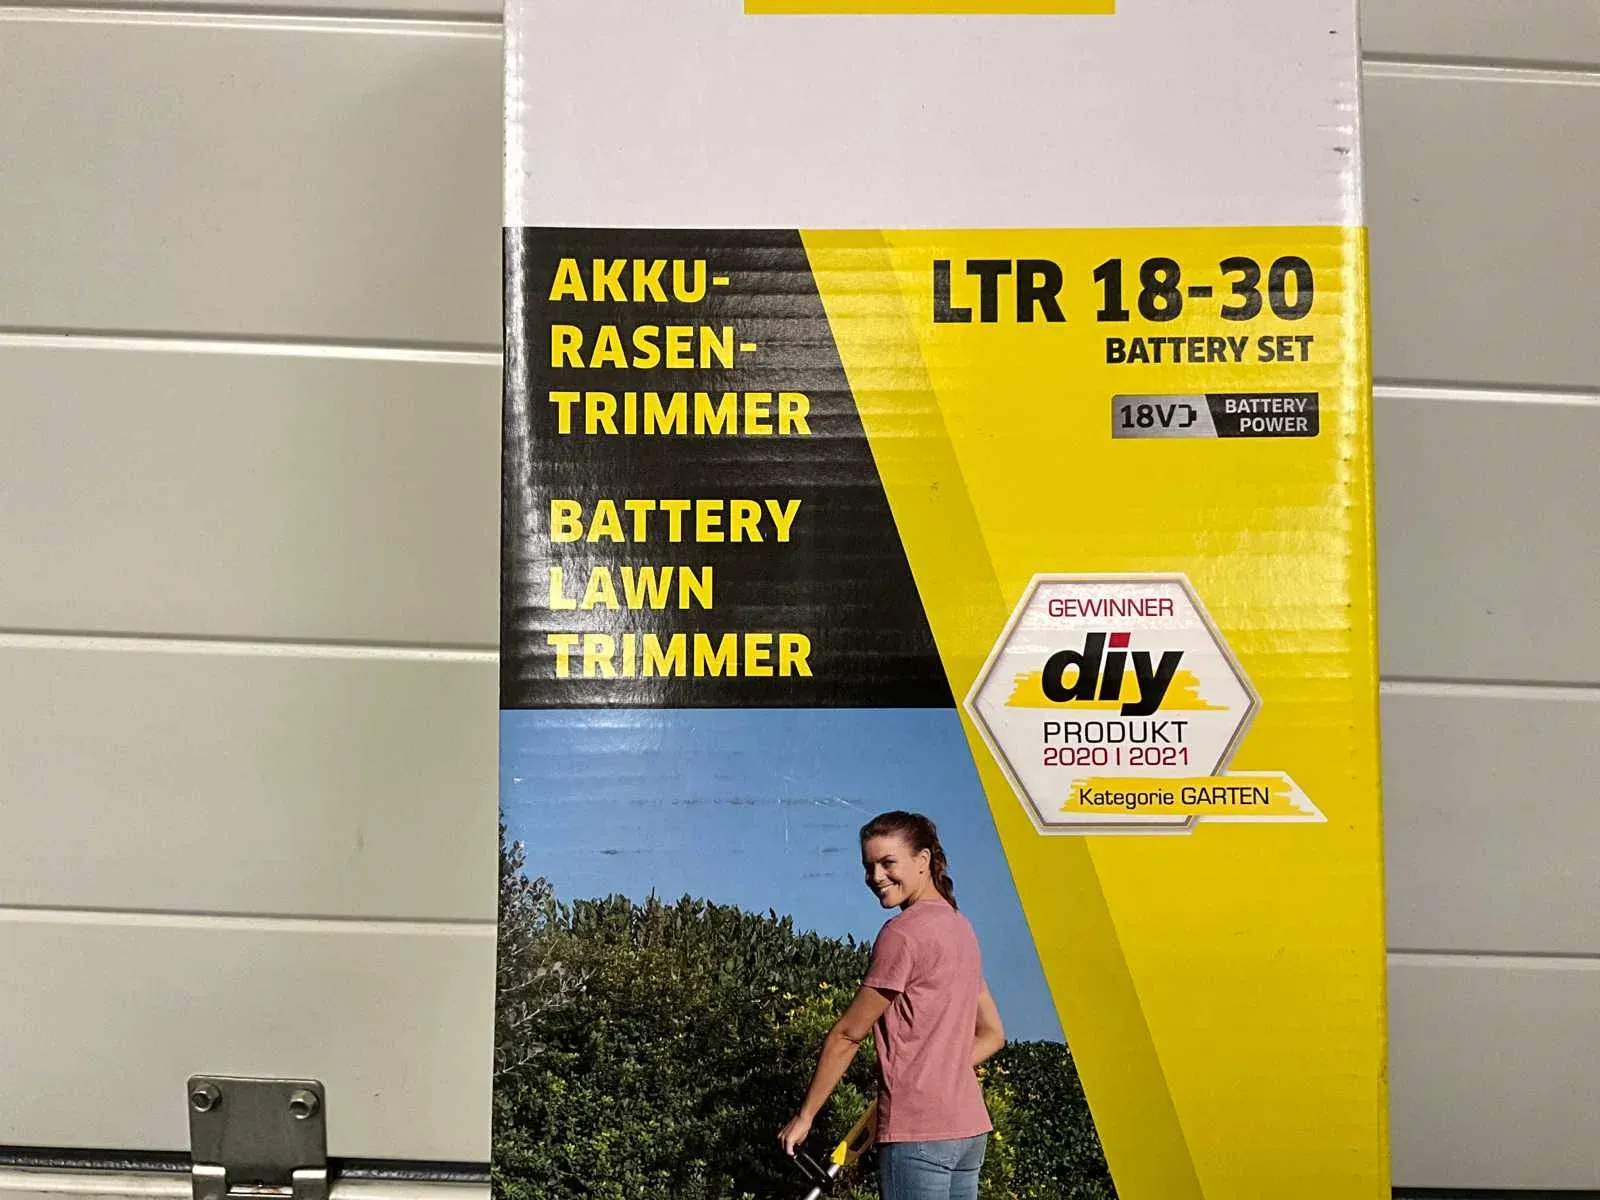 AKKU-
RASEN-
TRIMMER
BATTERY
LAWN
TRIMMER
LTR 18-30
BATTERY SET
18V
BATTERY
POWER
GEWINNER
diy
PRODUKT
2020 | 2021
Kategorie GARTEN